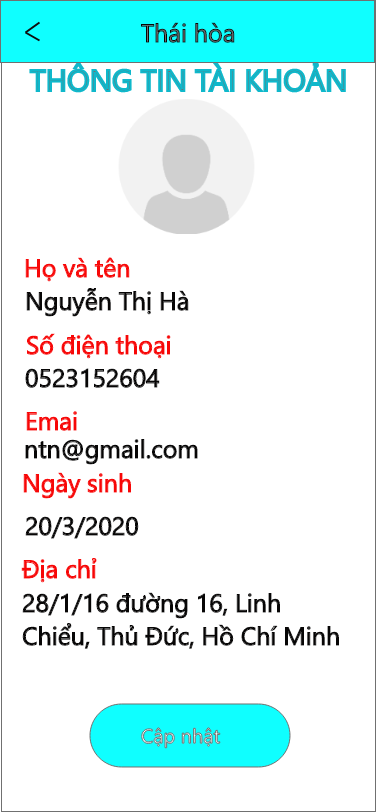 Thái hòa
THÔNG TIN TÀI KHOẢN
Họ và tên
Nguyễn Thị Hà
Số điện thoại
0523152604
Emai
ntn@gmail.com
Ngày sinh
20/3/2020
Địa chỉ
28/1/16 đường 16, Linh
Chiểu, Thủ Đức, Hồ Chí Minh
Cập nhật